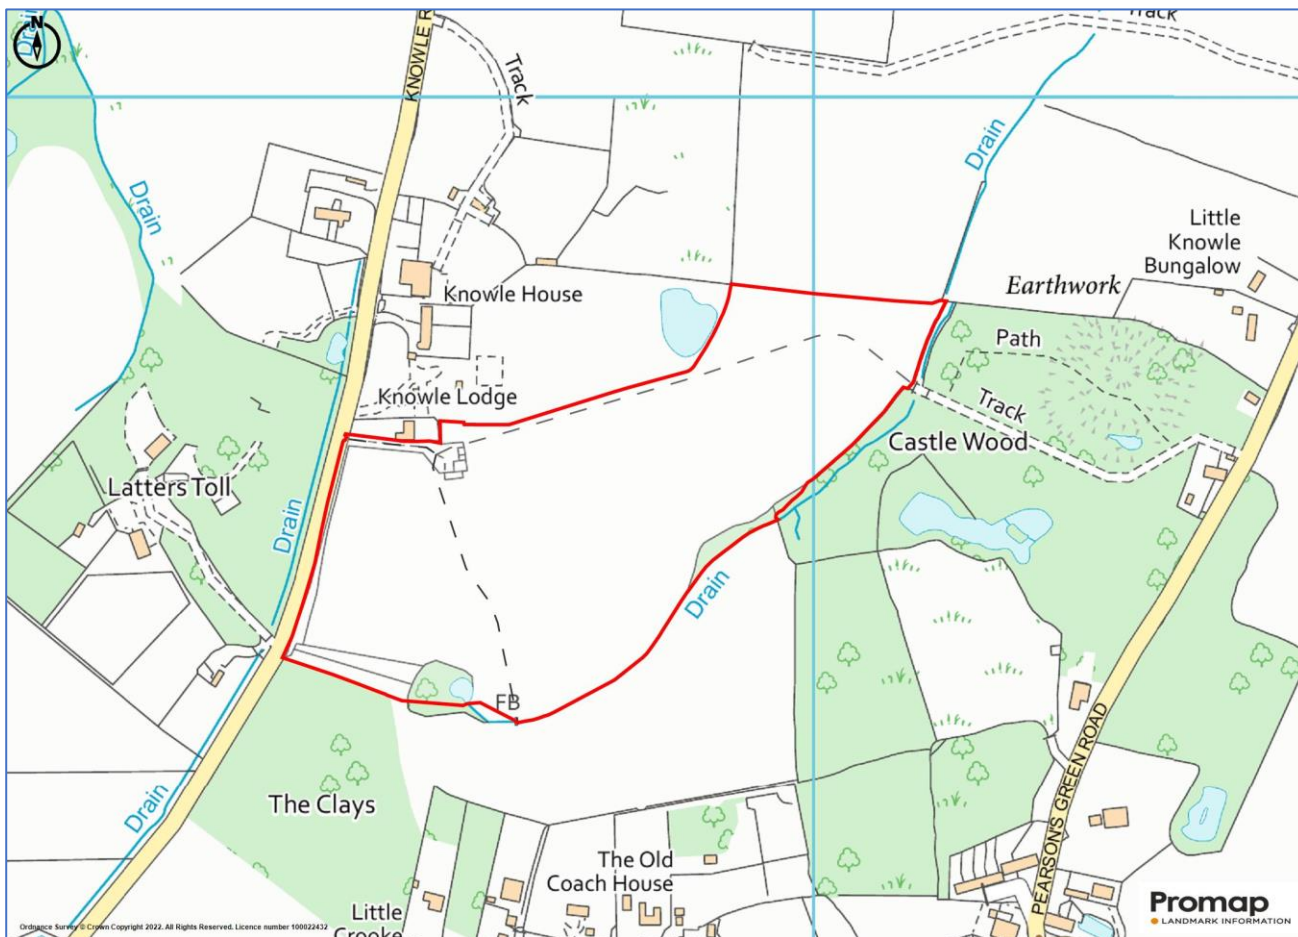 N
Drain
KNOWLE R
Track
Track
Drain
Drain
Little
Knowle
Bungalow
Earthwork
Knowle House
Path
Knowle Lodge
Track
Castle Wood
Latters Toll
Drain
Drain
FB
PEARSON'S GREEN ROAD
Drain
The Clays
The Old
Coach House
Little
Crooke
Promap
LANDMARK INFORMATION
Ordnance Survey © Crown Copyright 2022. All Rights Reserved. Licence number 100022432